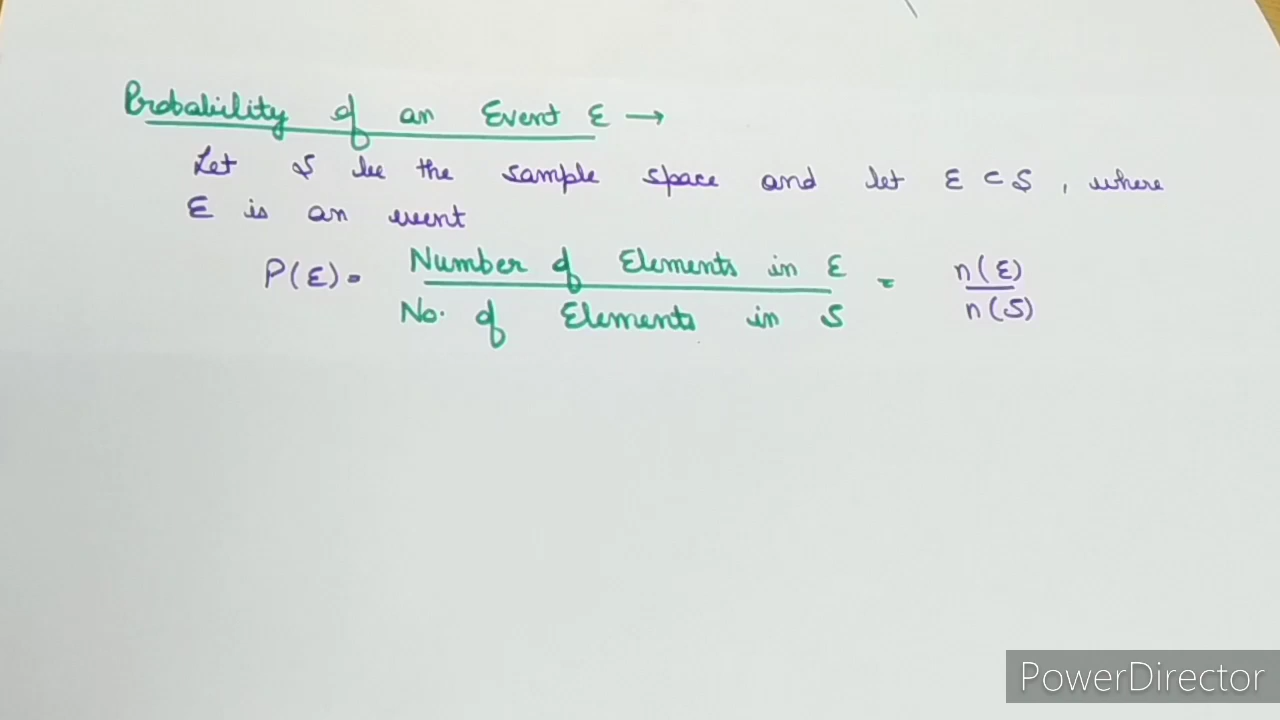 Probability of an Event E →
Let S be the sample space and let E ⊂ S, where
E is an event
P(E) = Number of Elements in E / No. of Elements in S = n(E) / n(S)
PowerDirector